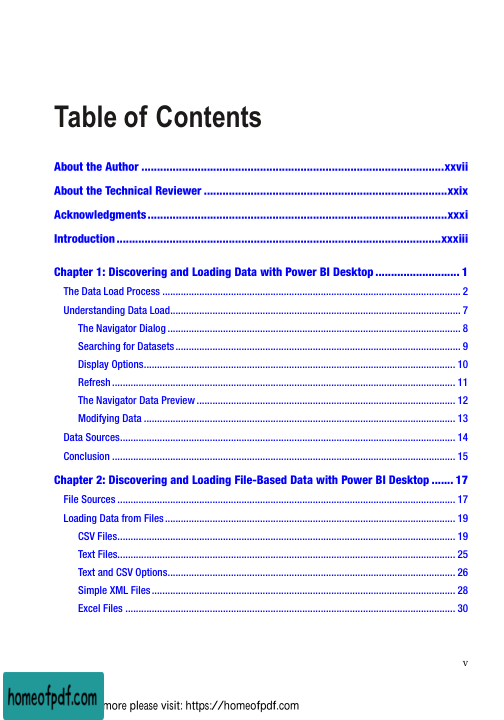 Table of Contents
About the Author ................................................................................................xxvii
About the Technical Reviewer .............................................................................xxix
Acknowledgments...............................................................................................xxxi
Introduction.......................................................................................................xxxiii
Chapter 1: Discovering and Loading Data with Power BI Desktop........................... 1
The Data Load Process ................................................................................................................ 2
Understanding Data Load............................................................................................................. 7
The Navigator Dialog ............................................................................................................. 8
Searching for Datasets........................................................................................................... 9
Display Options..................................................................................................................... 10
Refresh ................................................................................................................................. 11
The Navigator Data Preview ................................................................................................. 12
Modifying Data ..................................................................................................................... 13
Data Sources............................................................................................................................... 14
Conclusion .................................................................................................................................. 15
Chapter 2: Discovering and Loading File-Based Data with Power BI Desktop....... 17
File Sources ................................................................................................................................ 17
Loading Data from Files.............................................................................................................. 19
CSV Files............................................................................................................................... 19
Text Files............................................................................................................................... 25
Text and CSV Options............................................................................................................ 26
Simple XML Files.................................................................................................................. 28
Excel Files ............................................................................................................................ 30
v
homeofpdf.com
more please visit: https://homeofpdf.com